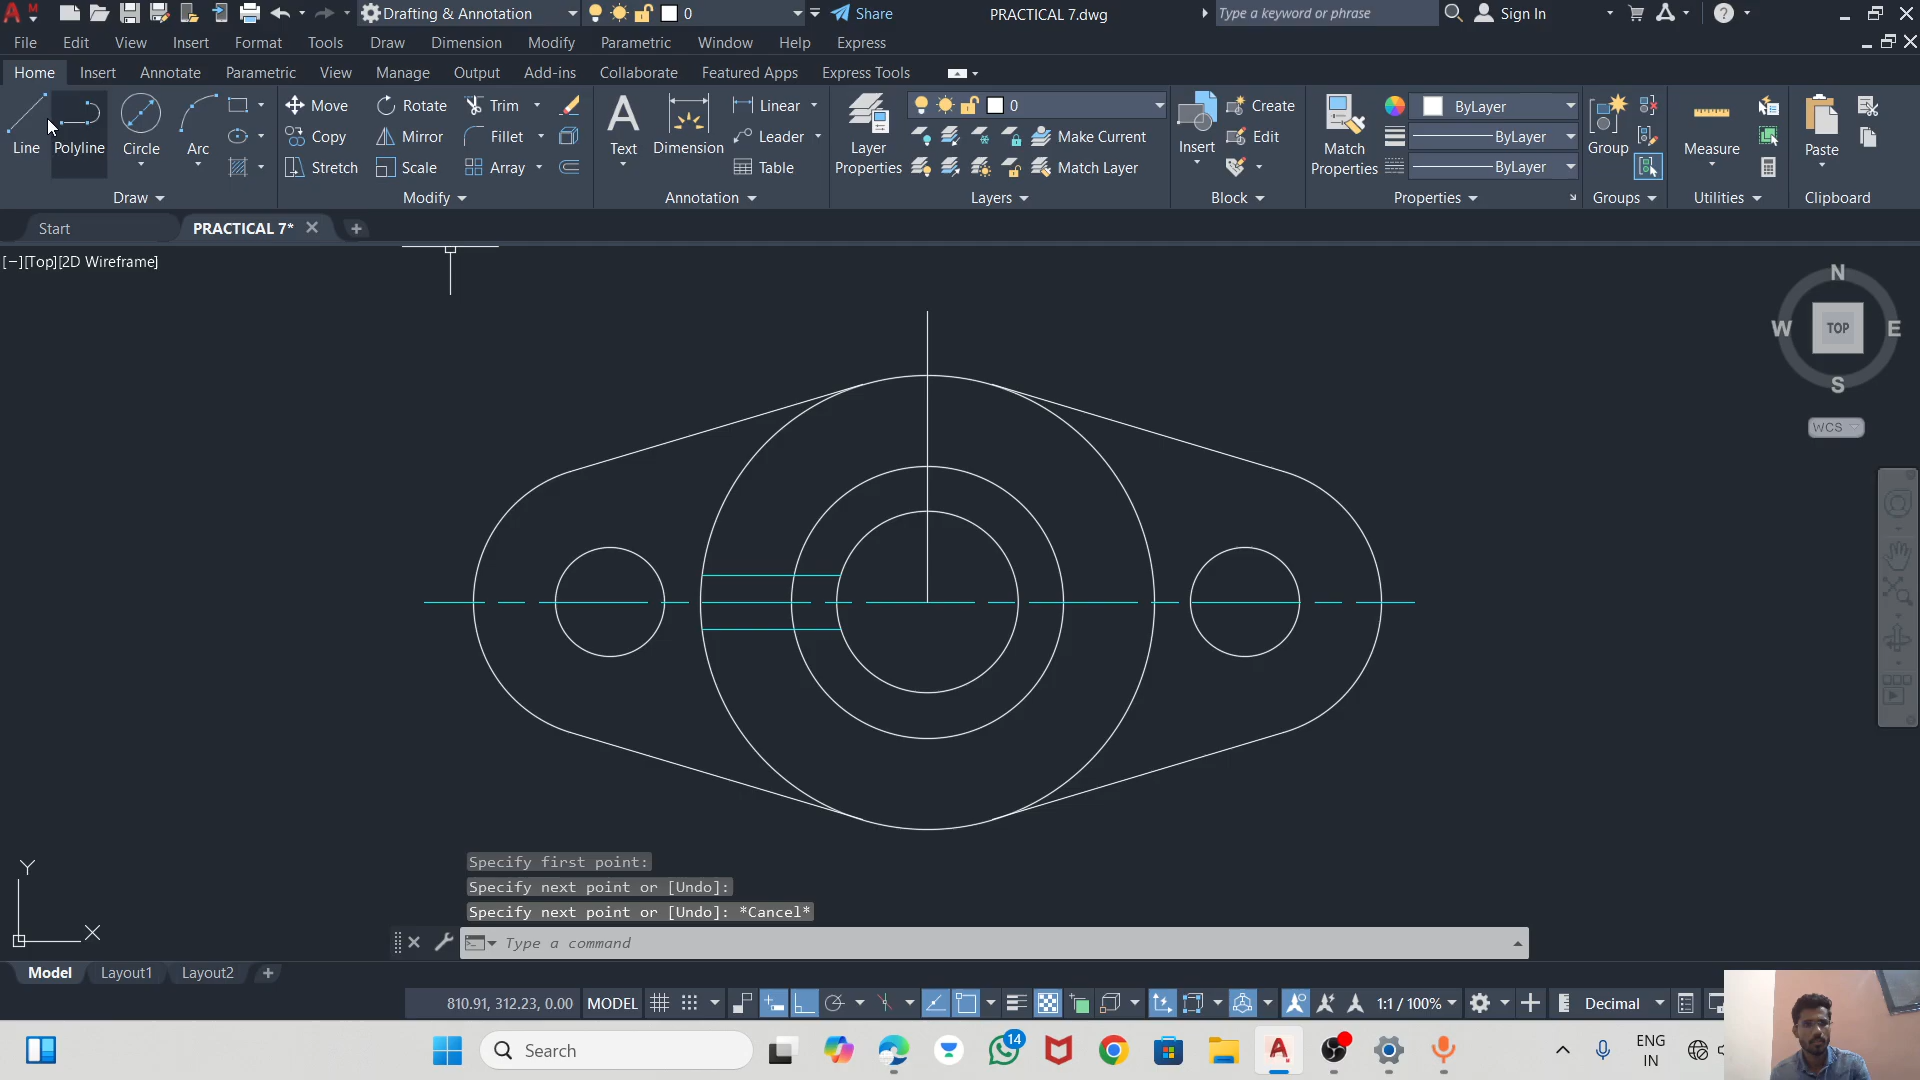 A M Drafting & Annotation 0 Share PRACTICAL 7.dwg Type a keyword or phrase Sign In
File Edit View Insert Format Tools Draw Dimension Modify Parametric Window Help Express
Home Insert Annotate Parametric View Manage Output Add-ins Collaborate Featured Apps Express Tools
Line Polyline Circle Arc
Move Rotate Trim
Copy Mirror Fillet
Stretch Scale Array
Text Dimension
Linear
Leader
Table
Layer Properties
0
Make Current
Match Layer
Insert
Create
Edit
Match Properties
ByLayer
ByLayer
ByLayer
Group
Measure
Paste
Draw Modify Annotation Layers Block Properties Groups Utilities Clipboard
Start PRACTICAL 7*
[−][Top][2D Wireframe]
N
W TOP E
S
WCS
Y
X
Specify first point:
Specify next point or [Undo]:
Specify next point or [Undo]: *Cancel*
Type a command
Model Layout1 Layout2
810.91, 312.23, 0.00 MODEL 1:1 / 100% Decimal
Search 14 ENG
IN